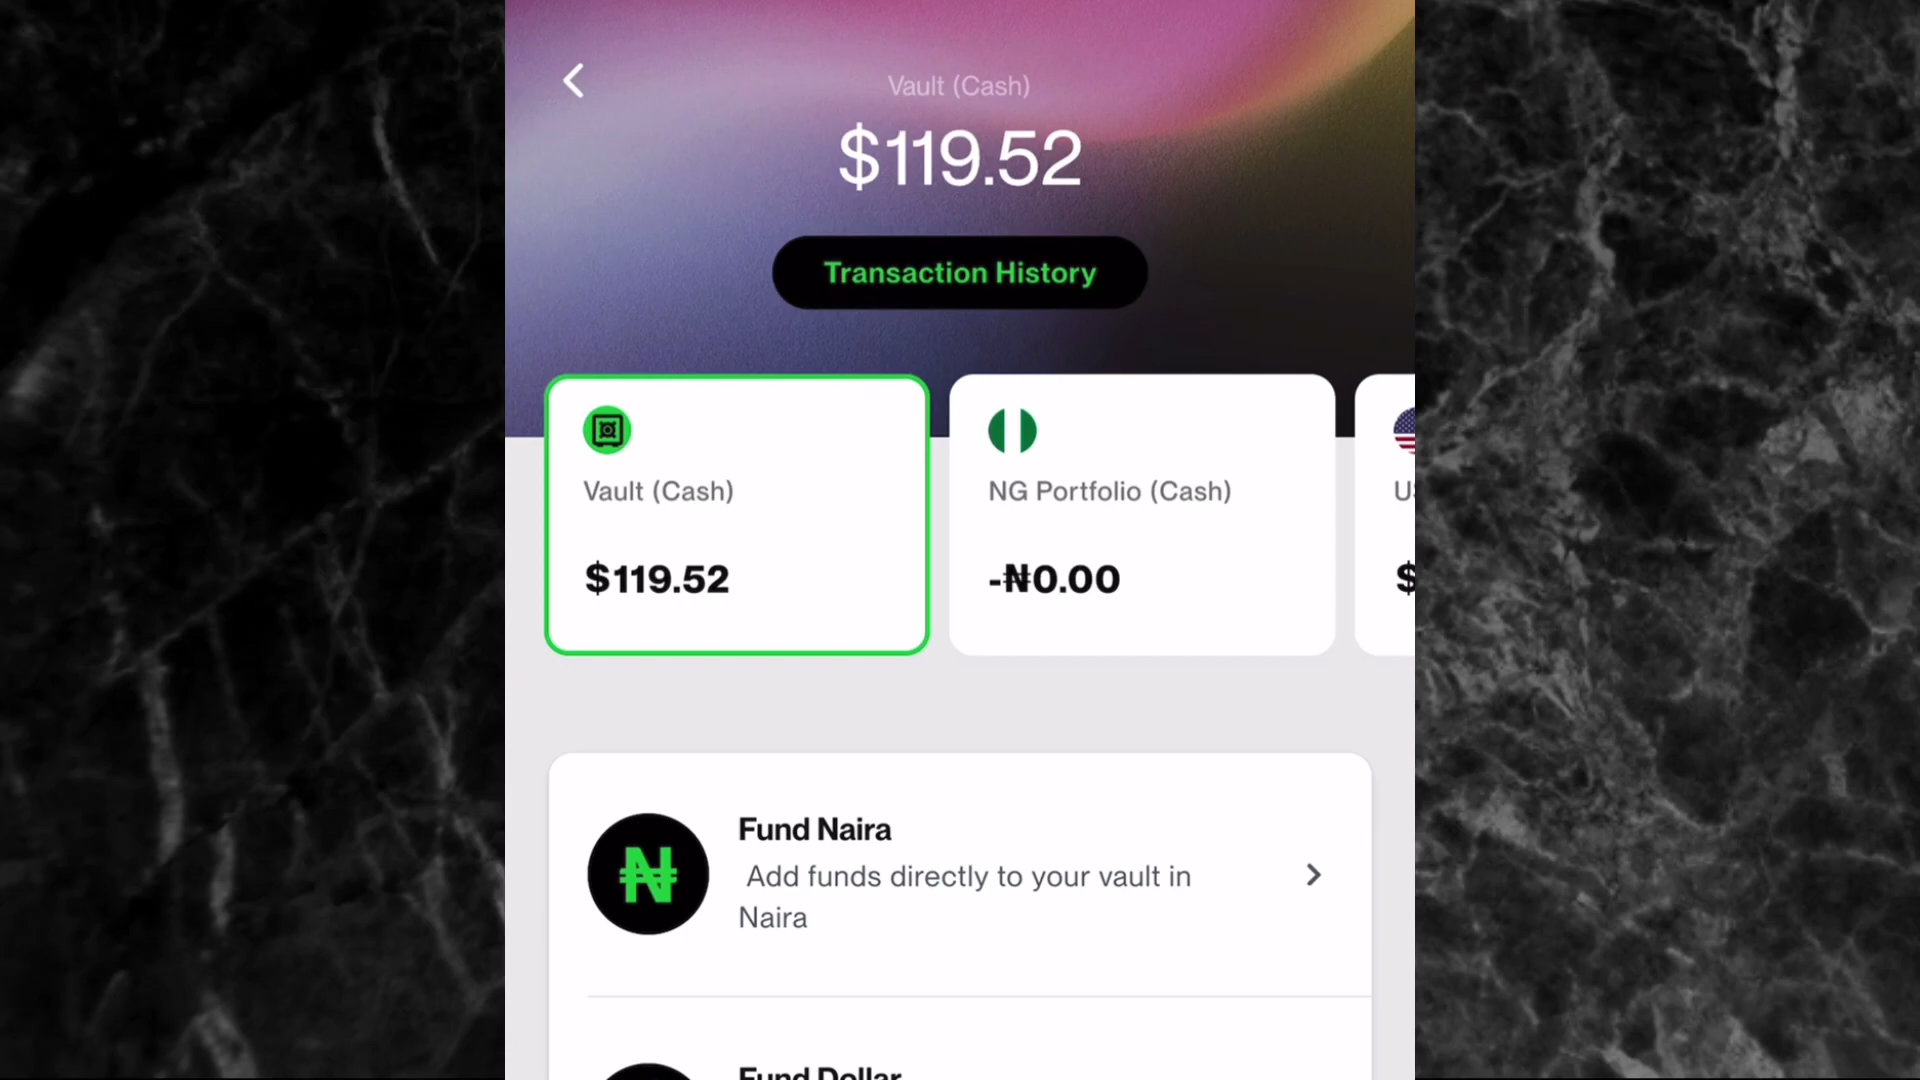 Vault (Cash)
$119.52
Transaction History
Vault (Cash)
$119.52
NG Portfolio (Cash)
-₦0.00
$
Fund Naira
Add funds directly to your vault in
Naira
Fund Dollar